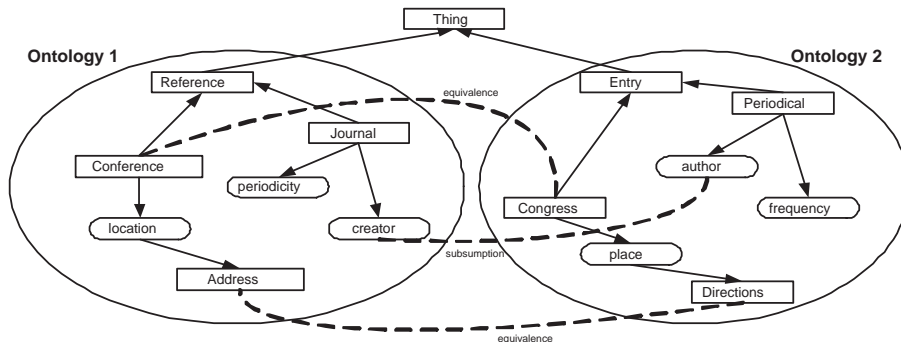 Thing
Ontology 1
Ontology 2
Reference
Entry
equivalence
Periodical
Journal
Conference
author
periodicity
Congress
frequency
location
creator
subsumption
place
Address
Directions
equivalence